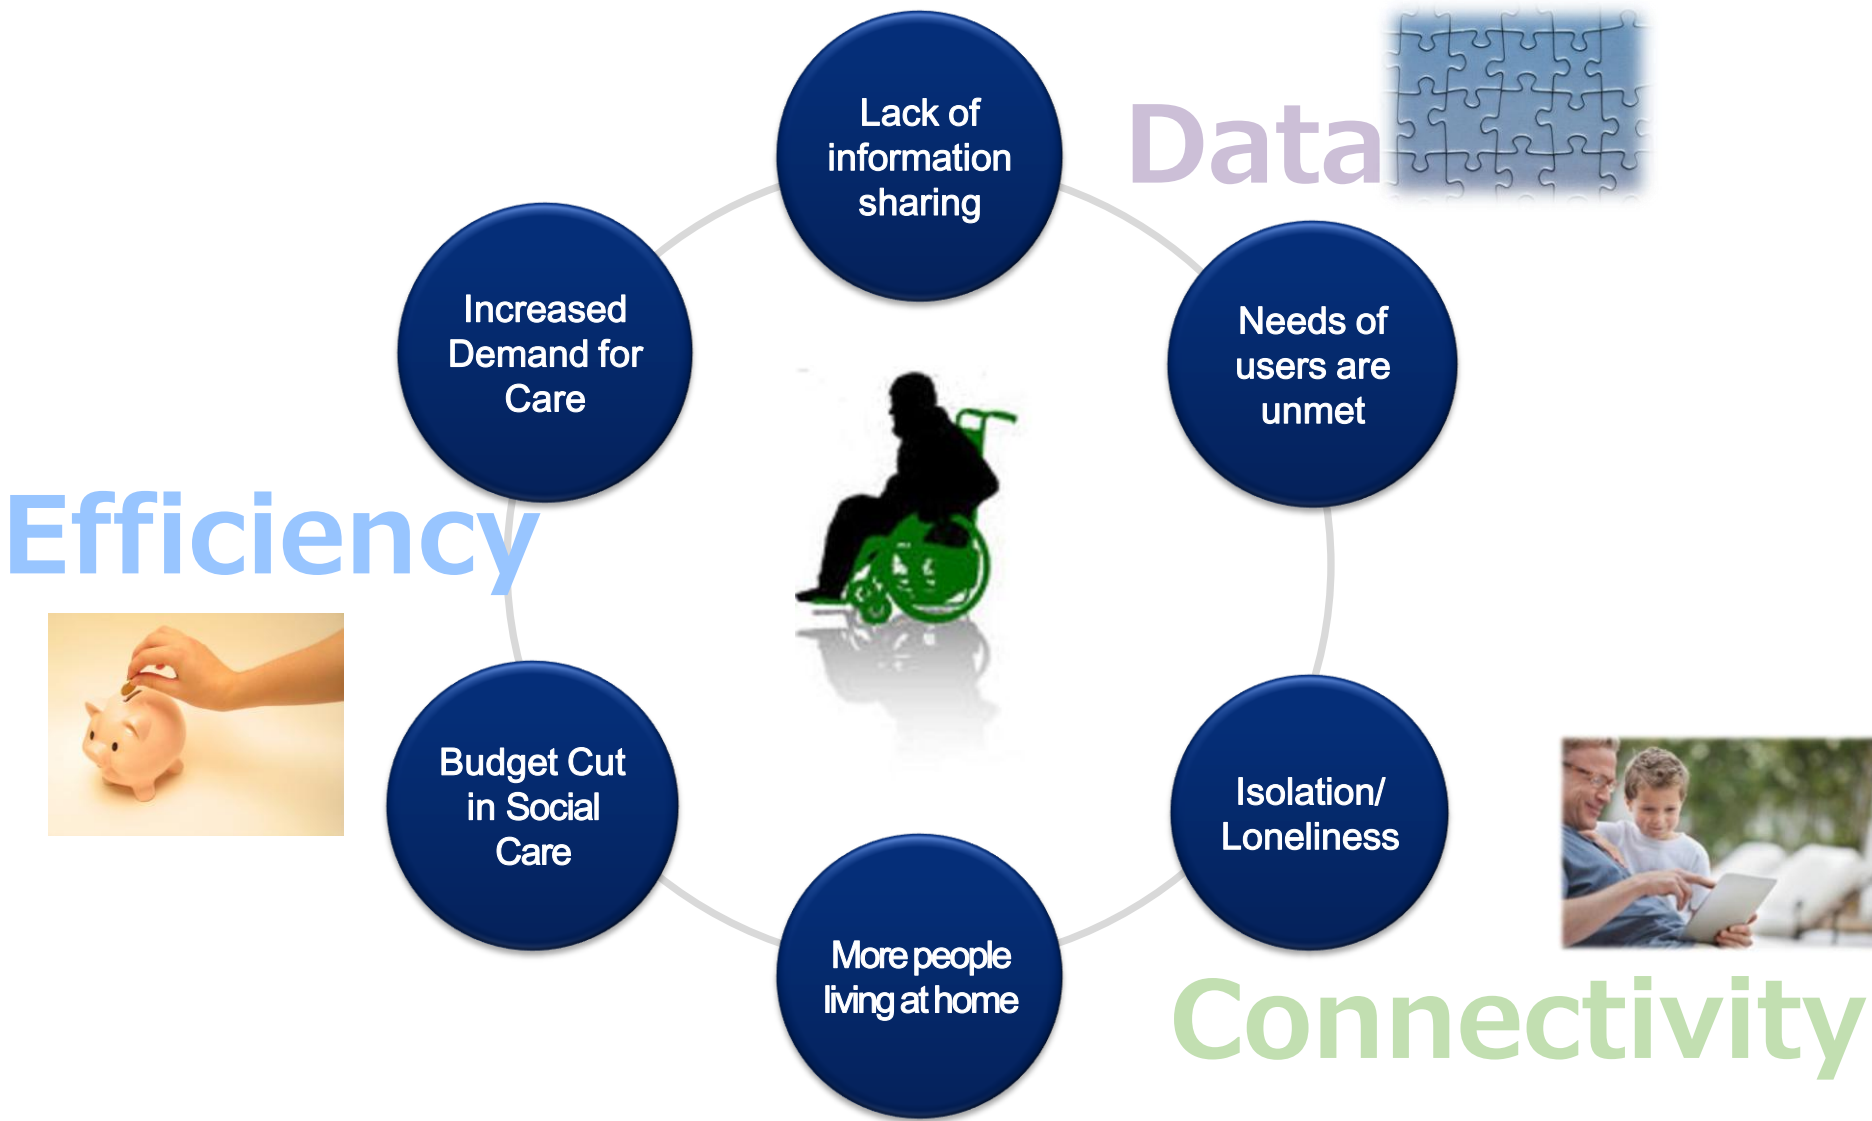 Lack of
information
sharing
Data
Needs of
users are
unmet
Isolation/
Loneliness
Connectivity
More people
living at home
Budget Cut
in Social
Care
Efficiency
Increased
Demand for
Care